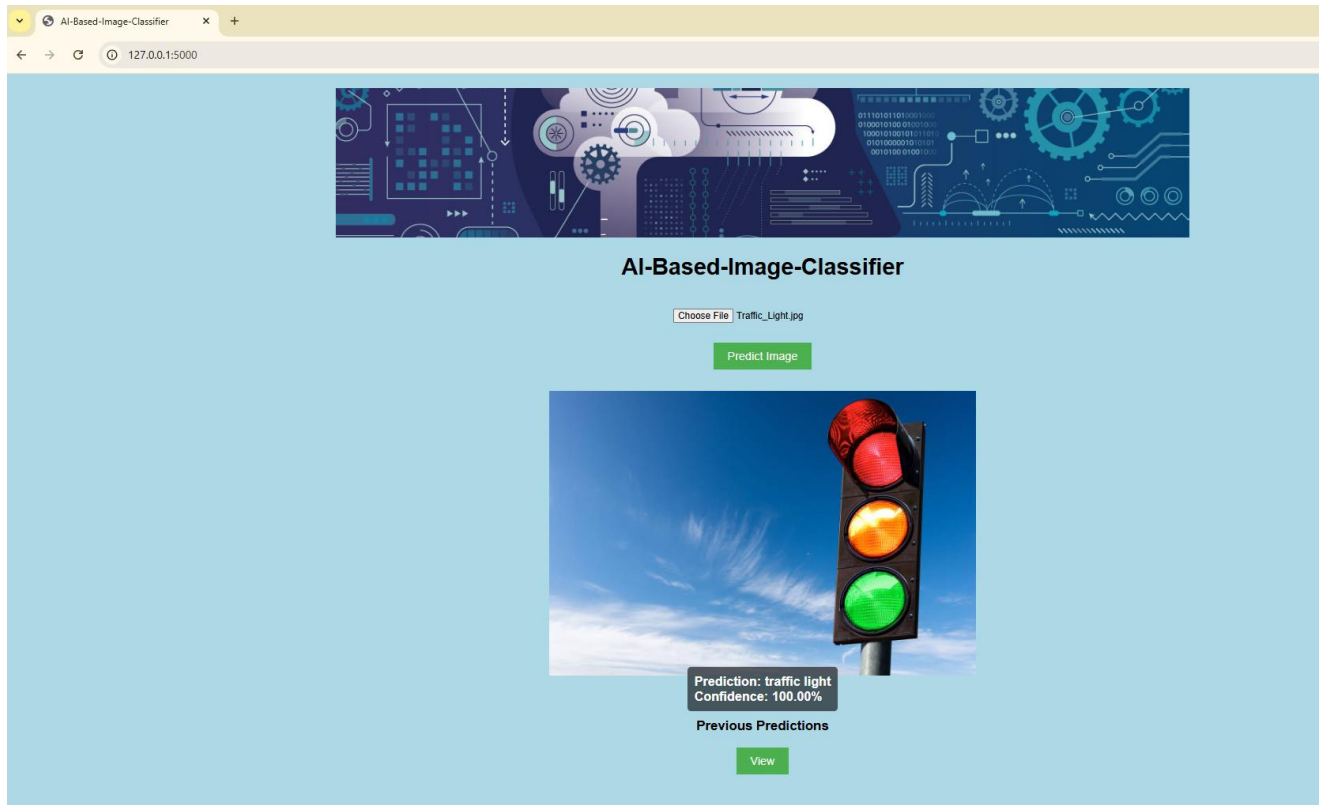 AI-Based-Image-Classifier
127.0.0.1:5000
AI-Based-Image-Classifier
Choose File Traffic_Light.jpg
Predict Image
Prediction: traffic light
Confidence: 100.00%
Previous Predictions
View